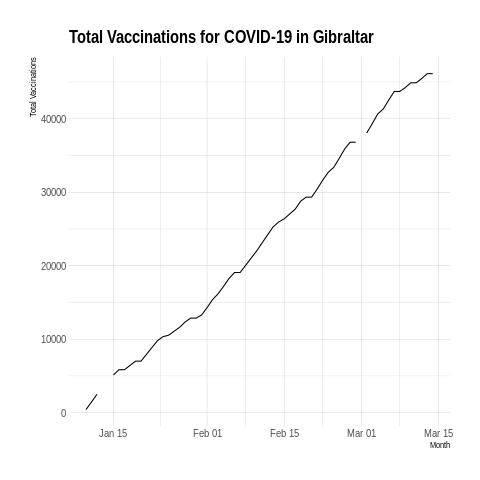 Total Vaccinations for COVID-19 in Gibraltar
Total Vaccinations
40000
30000
20000
10000
0
Jan 15 Feb 01 Feb 15 Mar 01 Mar 15
Month